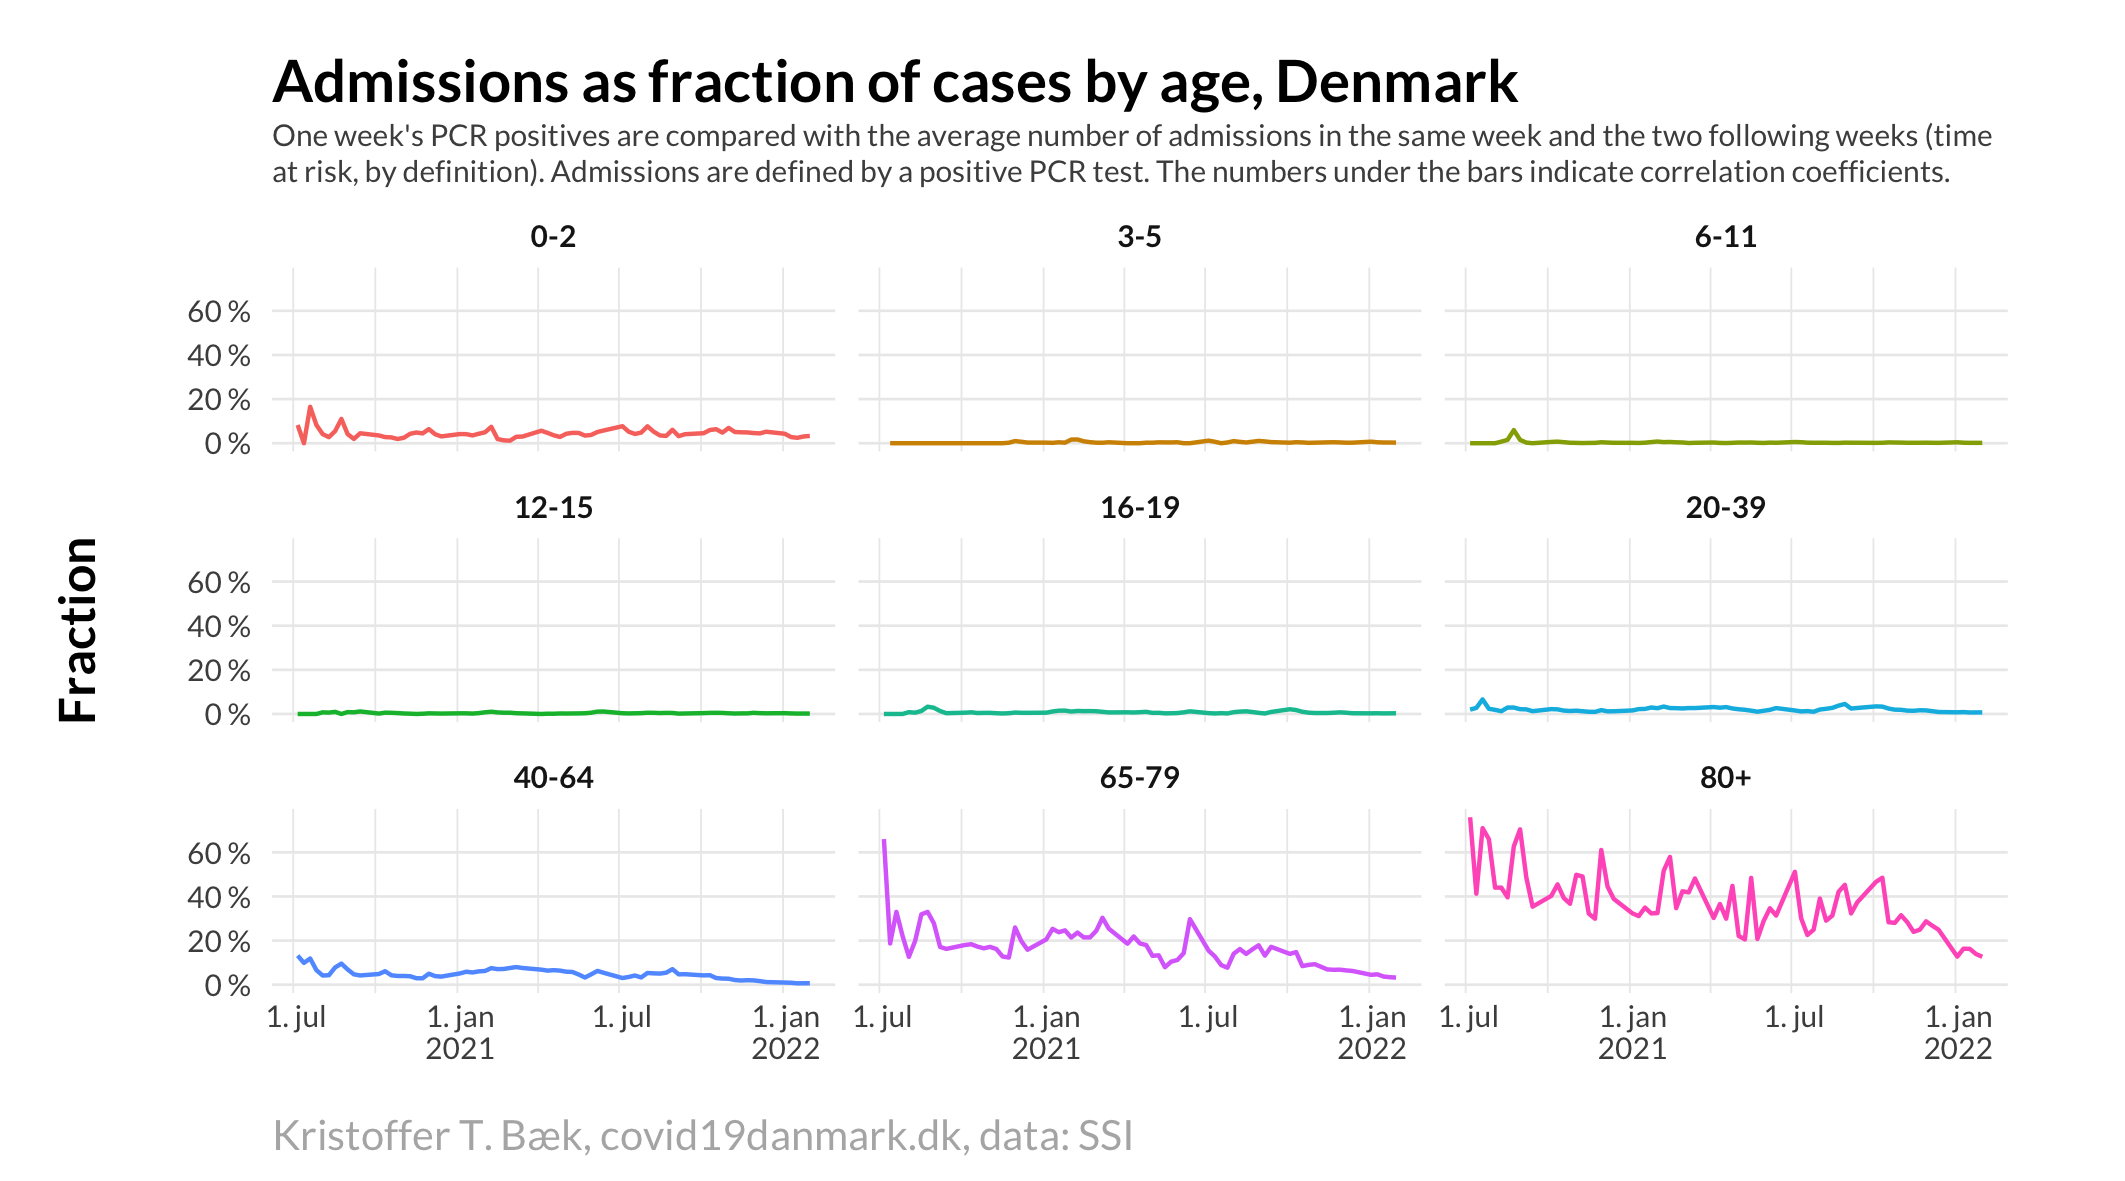 Admissions as fraction of cases by age, Denmark
One week's PCR positives are compared with the average number of admissions in the same week and the two following weeks (time
at risk, by definition). Admissions are defined by a positive PCR test. The numbers under the bars indicate correlation coefficients.
0-2 3-5 6-11
60 %
40 %
20 %
0 %
12-15 16-19 20-39
60 %
40 %
20 %
0 %
40-64 65-79 80+
60 %
40 %
20 %
0 %
Fraction
1. jul 1. jan 1. jul 1. jan 1. jul 1. jan 1. jul 1. jan 1. jul 1. jan 1. jul 1. jan
2021 2022 2021 2022 2021 2022
Kristoffer T. Bæk, covid19danmark.dk, data: SSI